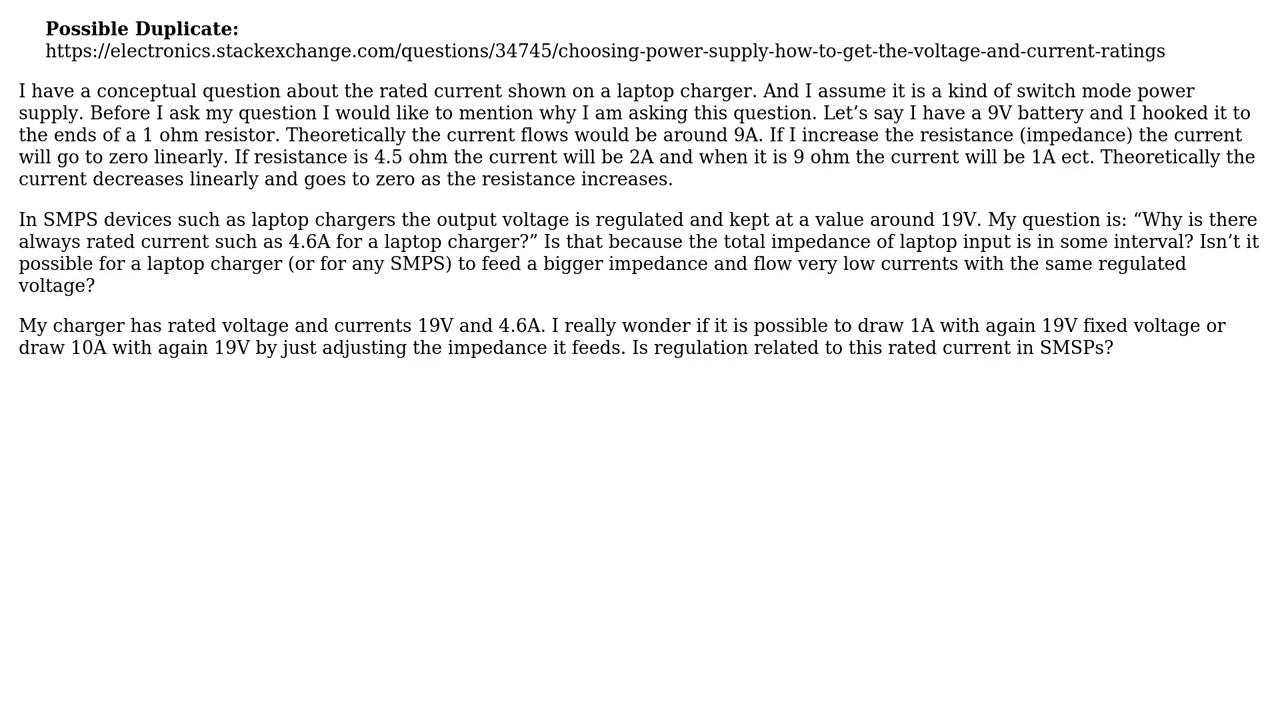 Possible Duplicate:
https://electronics.stackexchange.com/questions/34745/choosing-power-supply-how-to-get-the-voltage-and-current-ratings
I have a conceptual question about the rated current shown on a laptop charger. And I assume it is a kind of switch mode power
supply. Before I ask my question I would like to mention why I am asking this question. Let’s say I have a 9V battery and I hooked it to
the ends of a 1 ohm resistor. Theoretically the current flows would be around 9A. If I increase the resistance (impedance) the current
will go to zero linearly. If resistance is 4.5 ohm the current will be 2A and when it is 9 ohm the current will be 1A ect. Theoretically the
current decreases linearly and goes to zero as the resistance increases.
In SMPS devices such as laptop chargers the output voltage is regulated and kept at a value around 19V. My question is: “Why is there
always rated current such as 4.6A for a laptop charger?” Is that because the total impedance of laptop input is in some interval? Isn’t it
possible for a laptop charger (or for any SMPS) to feed a bigger impedance and flow very low currents with the same regulated
voltage?
My charger has rated voltage and currents 19V and 4.6A. I really wonder if it is possible to draw 1A with again 19V fixed voltage or
draw 10A with again 19V by just adjusting the impedance it feeds. Is regulation related to this rated current in SMSPs?